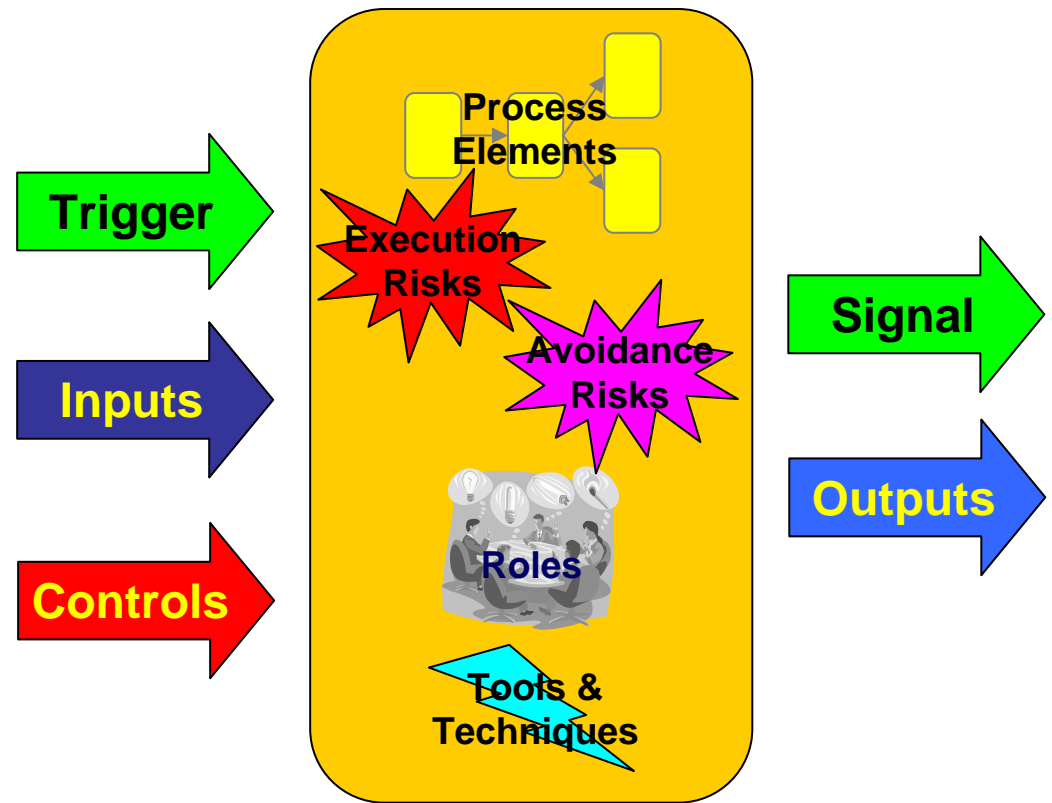 Trigger
Inputs
Controls
Process
Elements
Execution
Risks
Avoidance
Risks
Roles
Tools &
Techniques
Signal
Outputs